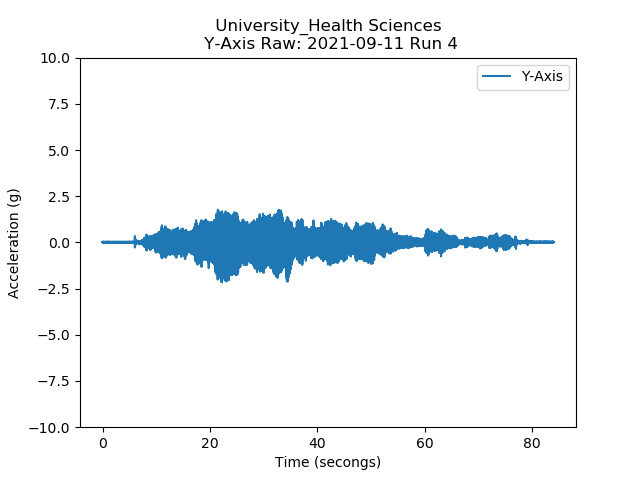 University_Health Sciences
Y-Axis Raw: 2021-09-11 Run 4
10.0
7.5
5.0
2.5
0.0
−2.5
−5.0
−7.5
−10.0
Acceleration (g)
Y-Axis
0
20
40
60
80
Time (secongs)